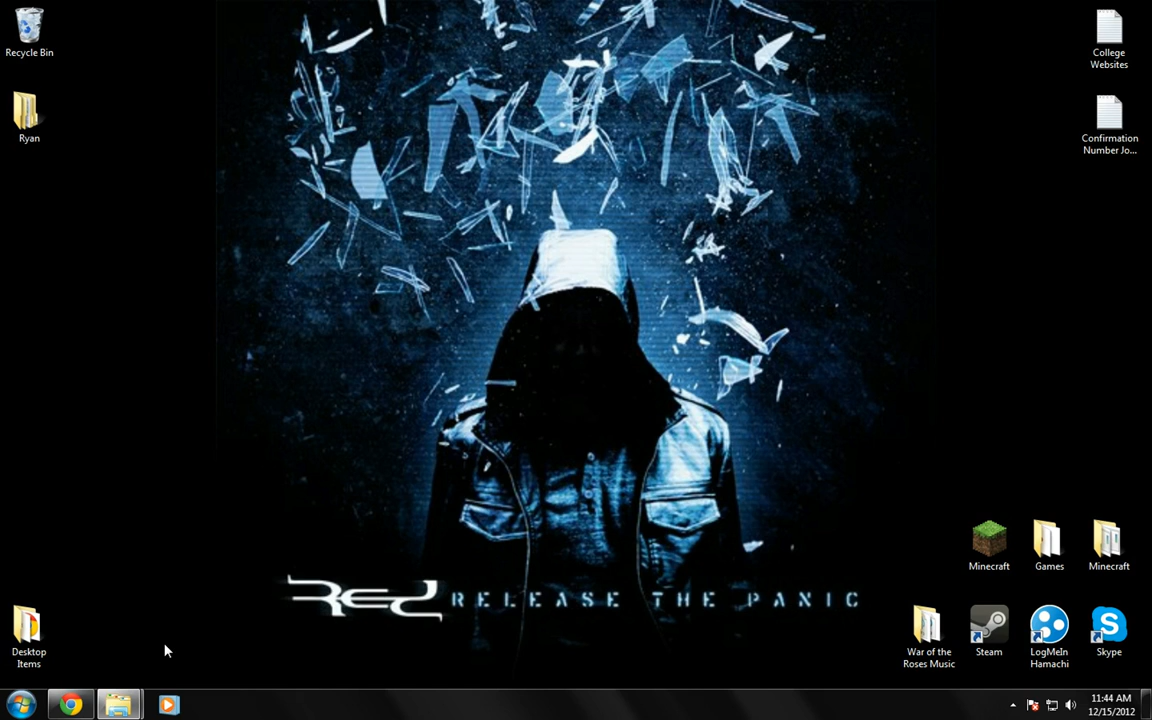 Recycle Bin
Ryan
College
Websites
Confirmation
Number Jo...
RED RELEASE THE PANIC
Minecraft
Games
Minecraft
Desktop
Items
War of the
Roses Music
Steam
LogMeIn
Hamachi
Skype
11:44 AM
12/15/2012